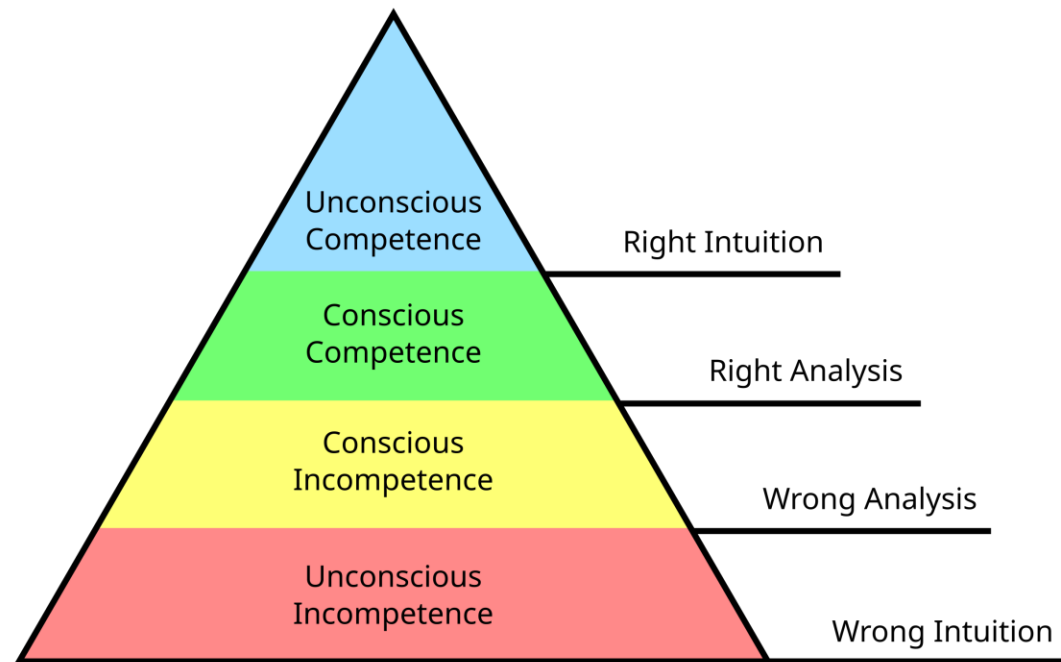 Unconscious
Competence
Right Intuition
Conscious
Competence
Right Analysis
Conscious
Incompetence
Wrong Analysis
Unconscious
Incompetence
Wrong Intuition